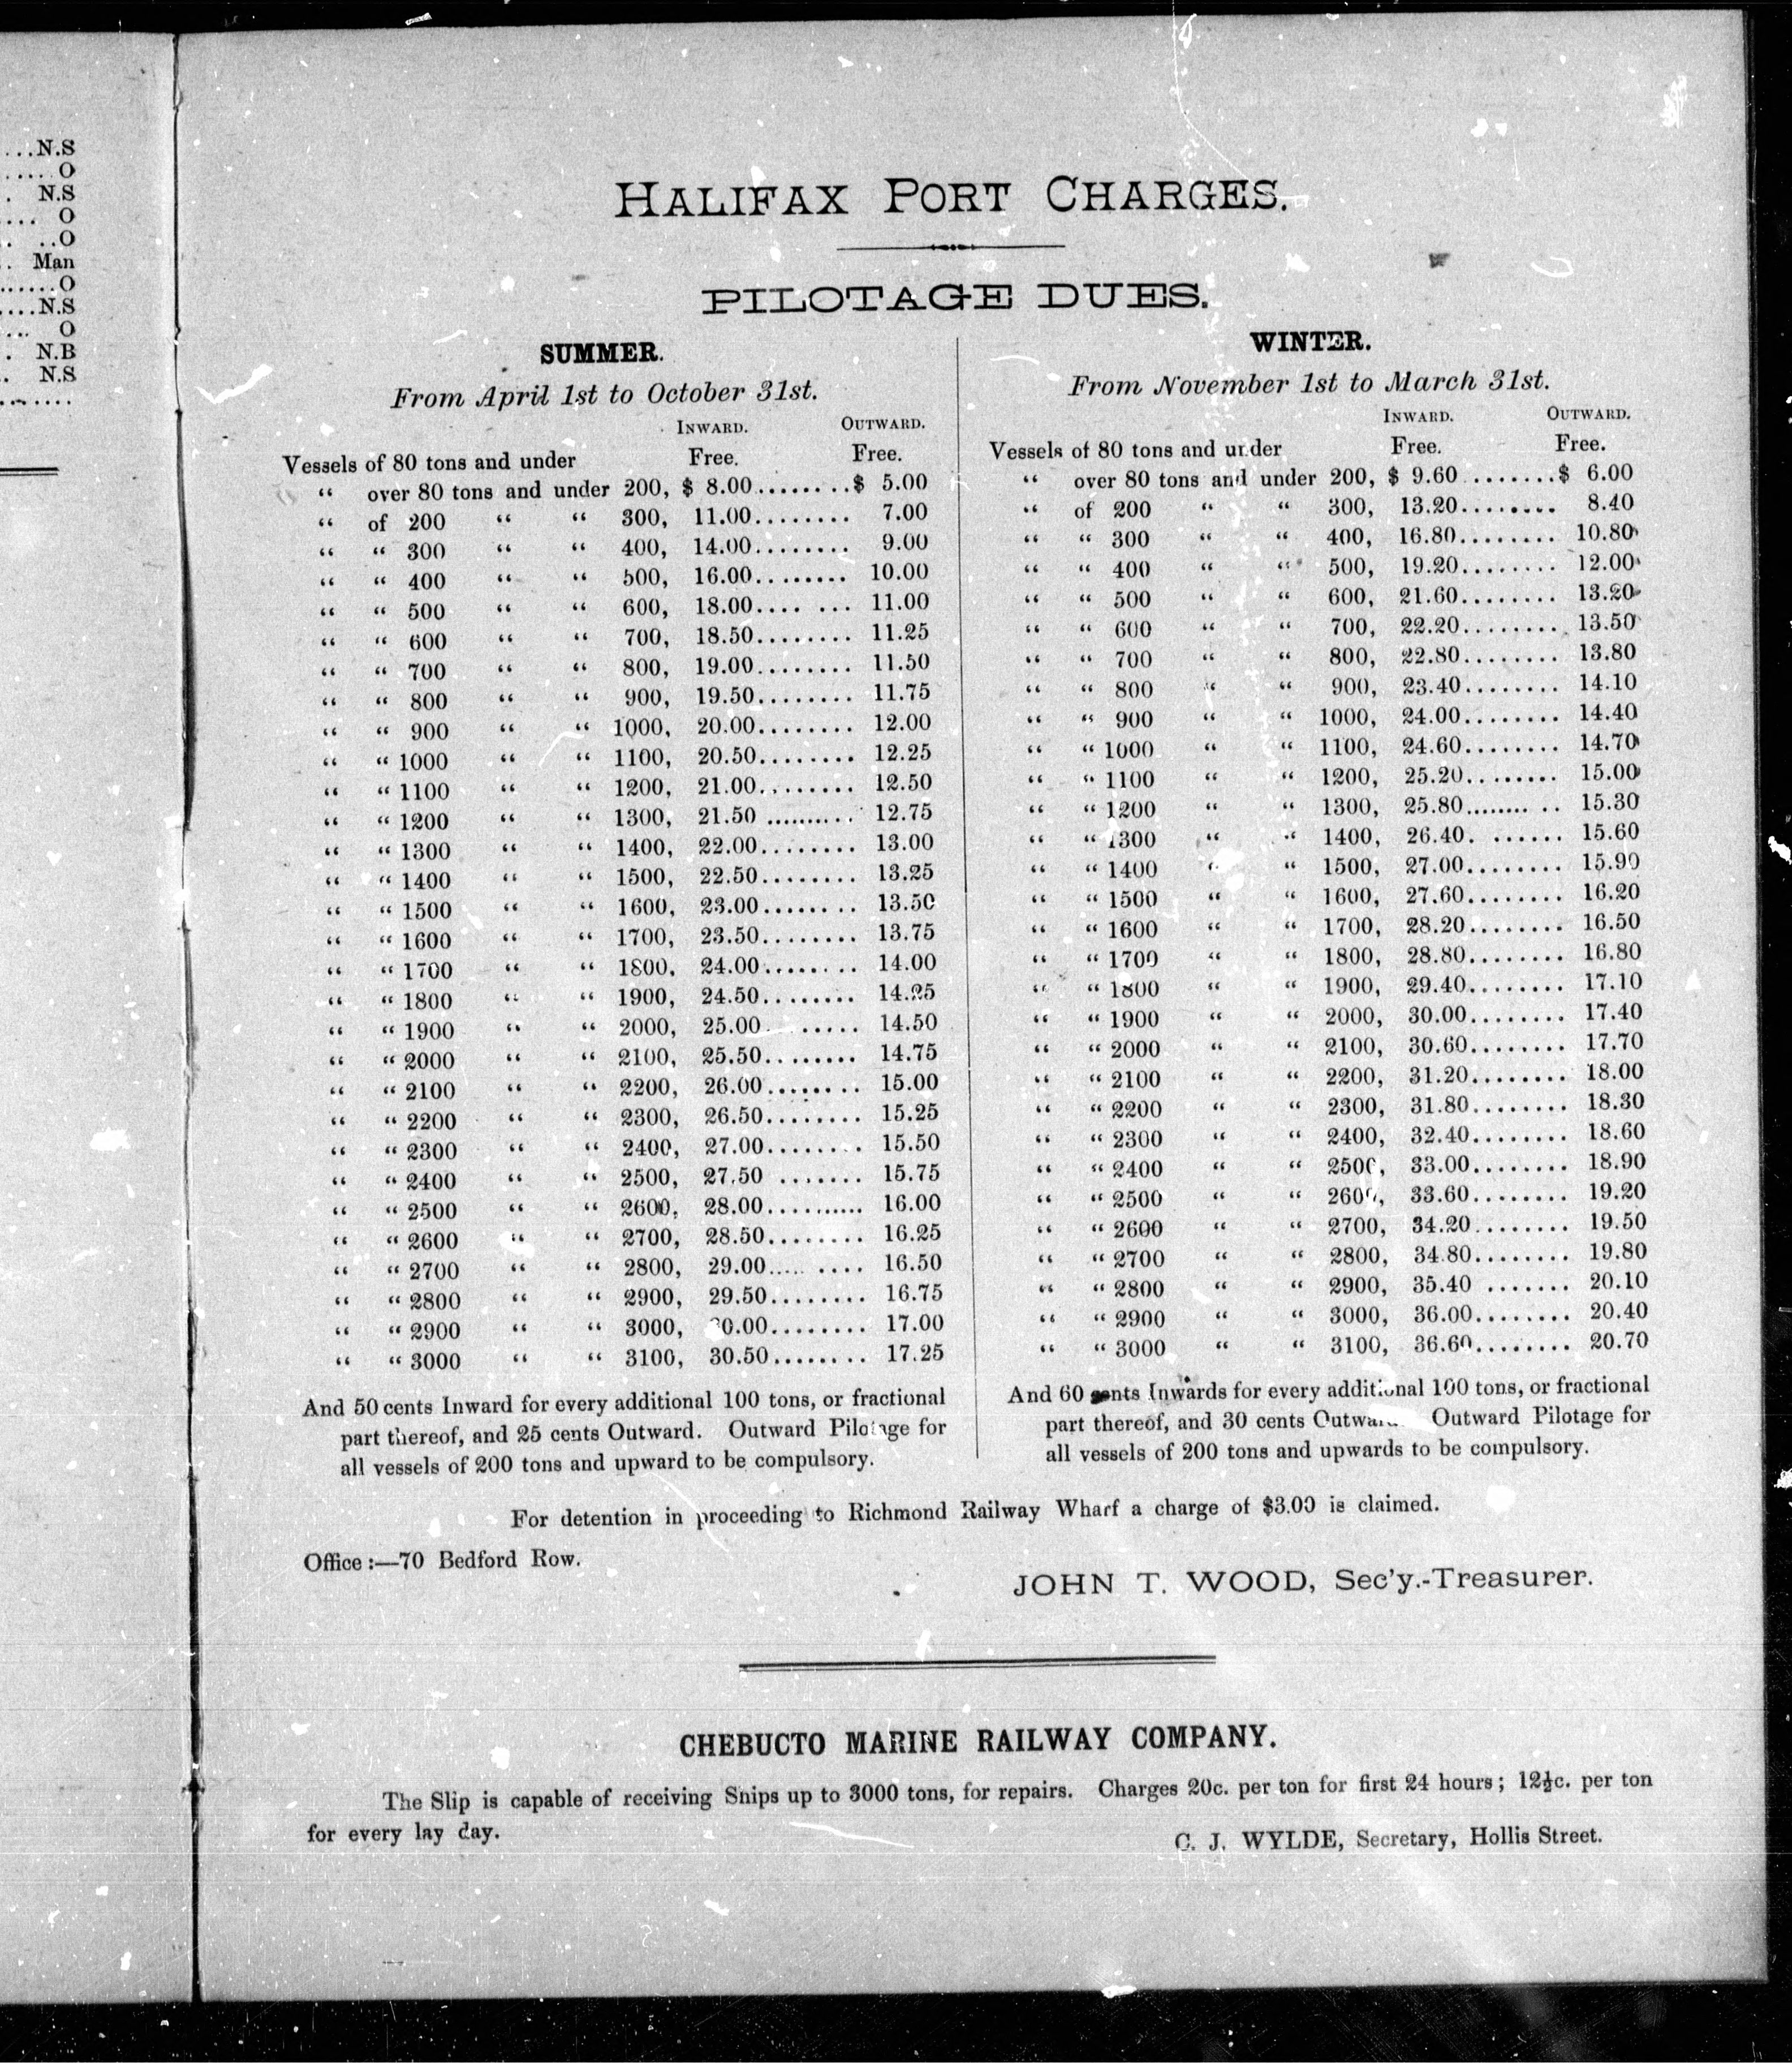 ...N.S
.....O
. N.S
.... O
. ..O
. Man
......O
....N.S
... O
. N.B
.. N.S
HALIFAX PORT CHARGES.
PILOTAGE DUES.
SUMMER.
From April 1st to October 31st.
INWARD. OUTWARD.
Vessels of 80 tons and under Free. Free.
“ over 80 tons and under 200, $ 8.00........$ 5.00
“ of 200 “ “ 300, 11.00........ 7.00
“ “ 300 “ “ 400, 14.00........ 9.00
“ “ 400 “ “ 500, 16.00........ 10.00
“ “ 500 “ “ 600, 18.00.... ... 11.00
“ “ 600 “ “ 700, 18.50........ 11.25
“ “ 700 “ “ 800, 19.00........ 11.50
“ “ 800 “ “ 900, 19.50........ 11.75
“ “ 900 “ “ 1000, 20.00........ 12.00
“ “ 1000 “ “ 1100, 20.50........ 12.25
“ “ 1100 “ “ 1200, 21.00........ 12.50
“ “ 1200 “ “ 1300, 21.50 ......... 12.75
“ “ 1300 “ “ 1400, 22.00........ 13.00
“ “ 1400 “ “ 1500, 22.50........ 13.25
“ “ 1500 “ “ 1600, 23.00........ 13.50
“ “ 1600 “ “ 1700, 23.50........ 13.75
“ “ 1700 “ “ 1800, 24.00........ 14.00
“ “ 1800 “ “ 1900, 24.50........ 14.25
“ “ 1900 “ “ 2000, 25.00 ...... 14.50
“ “ 2000 “ “ 2100, 25.50........ 14.75
“ “ 2100 “ “ 2200, 26.00........ 15.00
“ “ 2200 “ “ 2300, 26.50........ 15.25
“ “ 2300 “ “ 2400, 27.00........ 15.50
“ “ 2400 “ “ 2500, 27.50 ....... 15.75
“ “ 2500 “ “ 2600, 28.00.......... 16.00
“ “ 2600 “ “ 2700, 28.50........ 16.25
“ “ 2700 “ “ 2800, 29.00..... .... 16.50
“ “ 2800 “ “ 2900, 29.50........ 16.75
“ “ 2900 “ “ 3000, 30.00........ 17.00
“ “ 3000 “ “ 3100, 30.50........ 17.25
And 50 cents Inward for every additional 100 tons, or fractional
part thereof, and 25 cents Outward. Outward Pilotage for
all vessels of 200 tons and upward to be compulsory.
WINTER.
From November 1st to March 31st.
INWARD. OUTWARD.
Vessels of 80 tons and under Free. Free.
“ over 80 tons and under 200, $ 9.60 .......$ 6.00
“ of 200 “ “ 300, 13.20........ 8.40
“ “ 300 “ “ 400, 16.80........ 10.80
“ “ 400 “ “ 500, 19.20........ 12.00
“ “ 500 “ “ 600, 21.60........ 13.20
“ “ 600 “ “ 700, 22.20........ 13.50
“ “ 700 “ “ 800, 22.80........ 13.80
“ “ 800 “ “ 900, 23.40........ 14.10
“ “ 900 “ “ 1000, 24.00........ 14.40
“ “ 1000 “ “ 1100, 24.60........ 14.70
“ “ 1100 “ “ 1200, 25.20........ 15.00
“ “ 1200 “ “ 1300, 25.80........ .. 15.30
“ “ 1300 “ “ 1400, 26.40. ...... 15.60
“ “ 1400 “ “ 1500, 27.00........ 15.90
“ “ 1500 “ “ 1600, 27.60........ 16.20
“ “ 1600 “ “ 1700, 28.20........ 16.50
“ “ 1700 “ “ 1800, 28.80........ 16.80
“ “ 1800 “ “ 1900, 29.40........ 17.10
“ “ 1900 “ “ 2000, 30.00........ 17.40
“ “ 2000 “ “ 2100, 30.60........ 17.70
“ “ 2100 “ “ 2200, 31.20........ 18.00
“ “ 2200 “ “ 2300, 31.80........ 18.30
“ “ 2300 “ “ 2400, 32.40........ 18.60
“ “ 2400 “ “ 2500, 33.00........ 18.90
“ “ 2500 “ “ 2600, 33.60........ 19.20
“ “ 2600 “ “ 2700, 34.20........ 19.50
“ “ 2700 “ “ 2800, 34.80........ 19.80
“ “ 2800 “ “ 2900, 35.40 ....... 20.10
“ “ 2900 “ “ 3000, 36.00........ 20.40
“ “ 3000 “ “ 3100, 36.60........ 20.70
And 60 cents Inwards for every additional 100 tons, or fractional
part thereof, and 30 cents Outward. Outward Pilotage for
all vessels of 200 tons and upwards to be compulsory.
For detention in proceeding to Richmond Railway Wharf a charge of $3.00 is claimed.
Office :—70 Bedford Row.
JOHN T. WOOD, Sec'y.-Treasurer.
CHEBUCTO MARINE RAILWAY COMPANY.
The Slip is capable of receiving Ships up to 3000 tons, for repairs. Charges 20c. per ton for first 24 hours ; 12½c. per ton
for every lay day.
C. J. WYLDE, Secretary, Hollis Street.